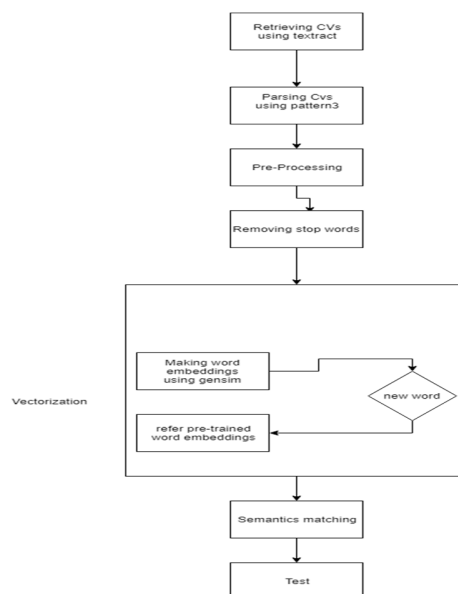 Retrieving CVs
using textract
Parsing Cvs
using pattern3
Pre-Processing
Removing stop words
Making word
embeddings
using gensim
new word
Vectorization
refer pre-trained
word embeddings
Semantics matching
Test